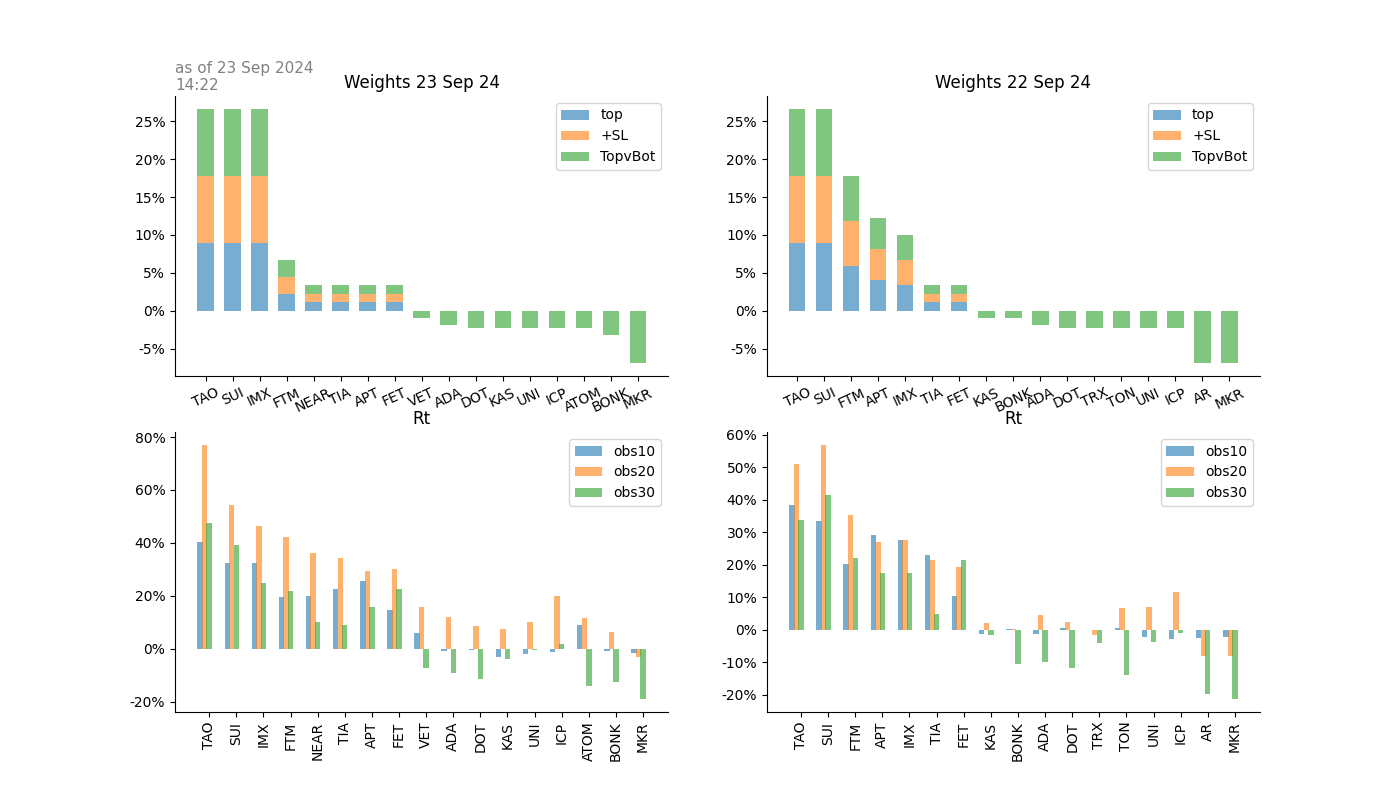 as of 23 Sep 2024
14:22
Weights 23 Sep 24
25%
20%
15%
10%
5%
0%
-5%
top
+SL
TopvBot
TAO SUI IMX FTM NEAR TIA APT FET VET ADA DOT KAS UNI ICP ATOM BONK MKR
Weights 22 Sep 24
25%
20%
15%
10%
5%
0%
-5%
top
+SL
TopvBot
TAO SUI FTM APT IMX TIA FET KAS BONK ADA DOT TRX TON UNI ICP AR MKR
Rt
80%
60%
40%
20%
0%
-20%
obs10
obs20
obs30
TAO SUI IMX FTM NEAR TIA APT FET VET ADA DOT KAS UNI ICP ATOM BONK MKR
Rt
60%
50%
40%
30%
20%
10%
0%
-10%
-20%
obs10
obs20
obs30
TAO SUI FTM APT IMX TIA FET KAS BONK ADA DOT TRX TON UNI ICP AR MKR